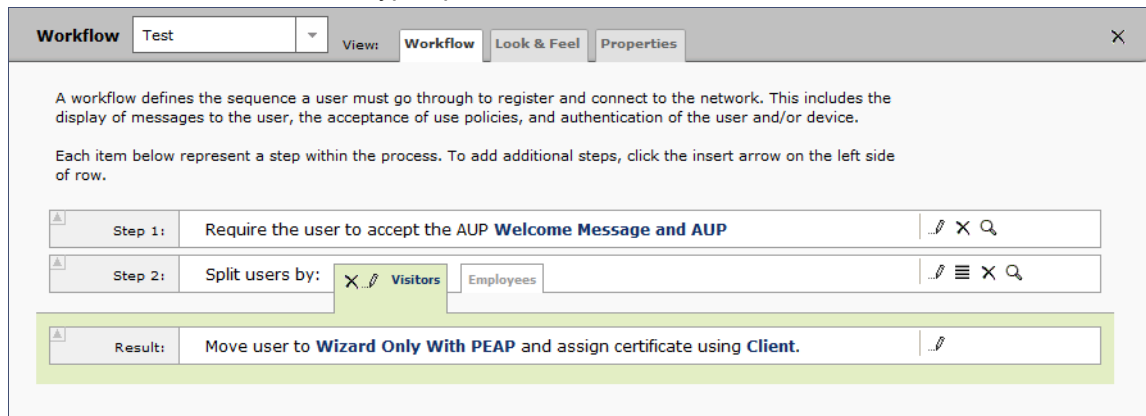 Workflow Test View: Workflow Look & Feel Properties
A workflow defines the sequence a user must go through to register and connect to the network. This includes the
display of messages to the user, the acceptance of use policies, and authentication of the user and/or device.
Each item below represent a step within the process. To add additional steps, click the insert arrow on the left side
of row.
Step 1: Require the user to accept the AUP Welcome Message and AUP
Step 2: Split users by: Visitors Employees
Result: Move user to Wizard Only With PEAP and assign certificate using Client.